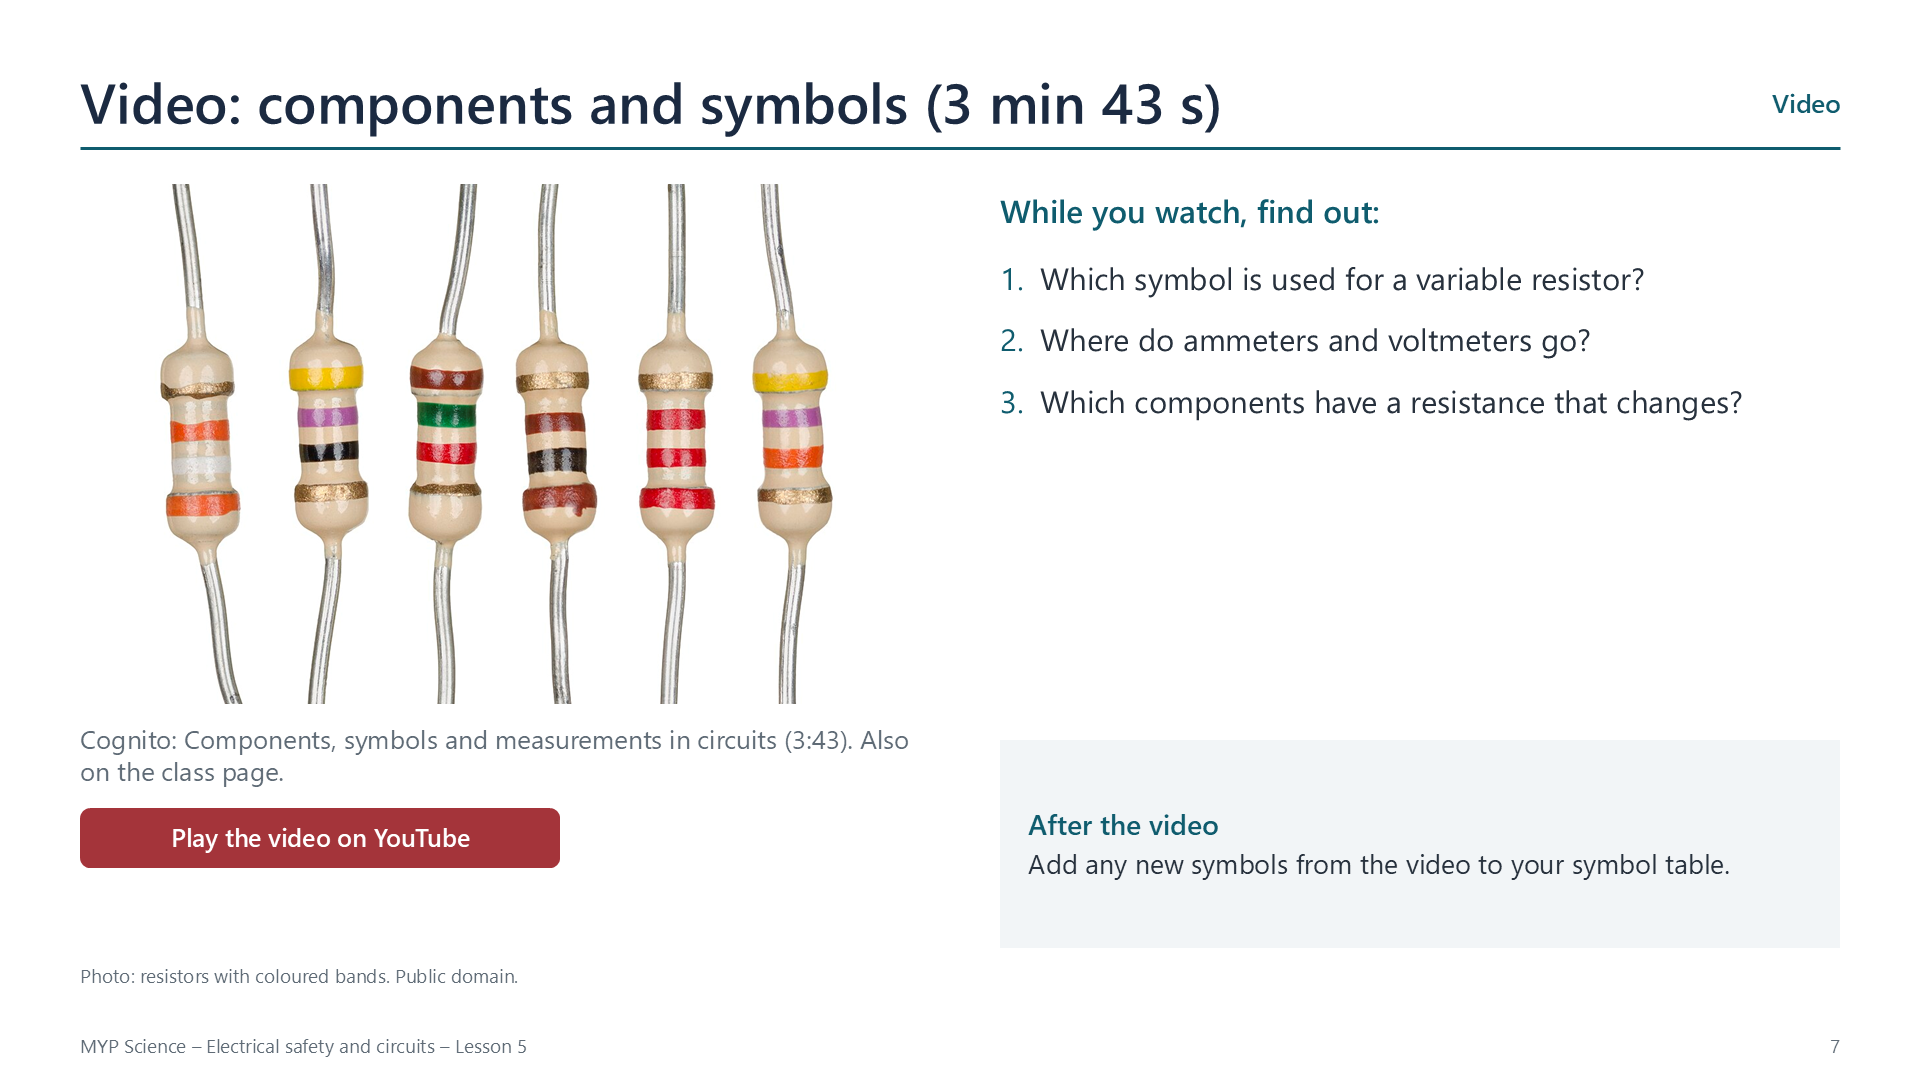 Video: components and symbols (3 min 43 s)
Video
While you watch, find out:
1. Which symbol is used for a variable resistor?
2. Where do ammeters and voltmeters go?
3. Which components have a resistance that changes?
Cognito: Components, symbols and measurements in circuits (3:43). Also
on the class page.
Play the video on YouTube
After the video
Add any new symbols from the video to your symbol table.
Photo: resistors with coloured bands. Public domain.
MYP Science – Electrical safety and circuits – Lesson 5
7